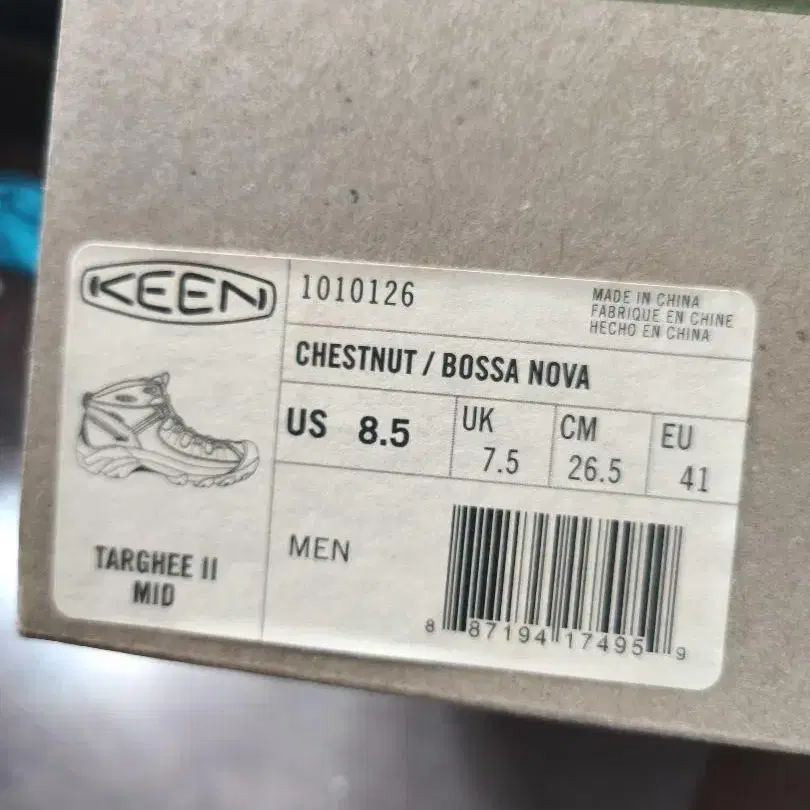 KEEN
1010126
MADE IN CHINA
FABRIQUE EN CHINE
HECHO EN CHINA
CHESTNUT / BOSSA NOVA
US 8.5
UK 7.5
CM 26.5
EU 41
TARGHEE II
MID
MEN
8 87194 17495 9